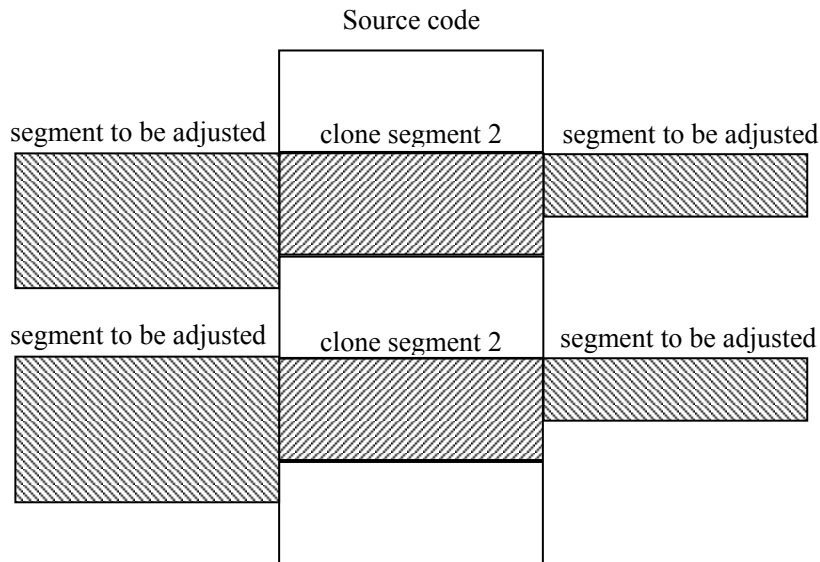 Source code
segment to be adjusted
clone segment 2
segment to be adjusted
segment to be adjusted
clone segment 2
segment to be adjusted